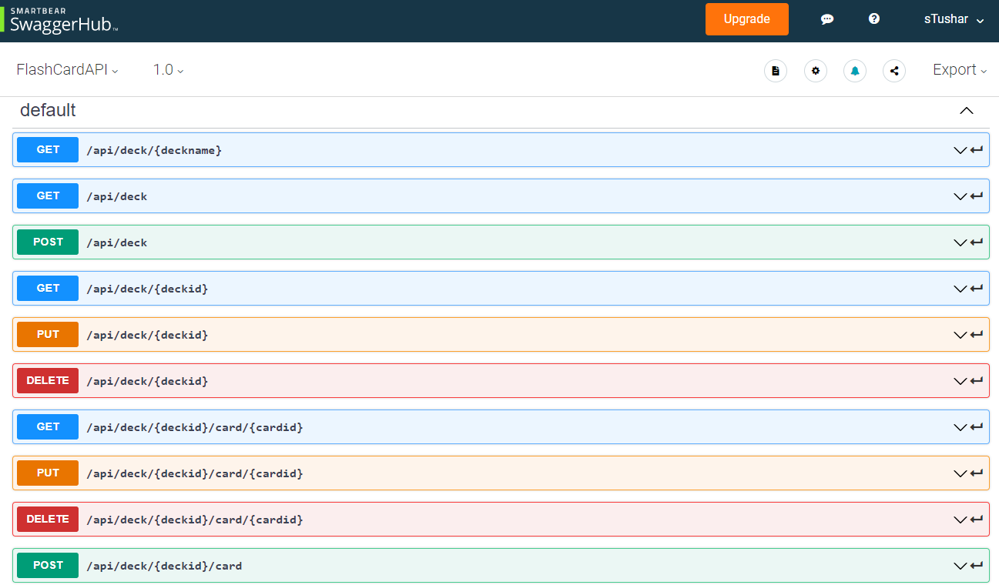 SMARTBEAR
SwaggerHub™
Upgrade
sTushar
FlashCardAPI
1.0
Export
default
GET /api/deck/{deckname}
GET /api/deck
POST /api/deck
GET /api/deck/{deckid}
PUT /api/deck/{deckid}
DELETE /api/deck/{deckid}
GET /api/deck/{deckid}/card/{cardid}
PUT /api/deck/{deckid}/card/{cardid}
DELETE /api/deck/{deckid}/card/{cardid}
POST /api/deck/{deckid}/card